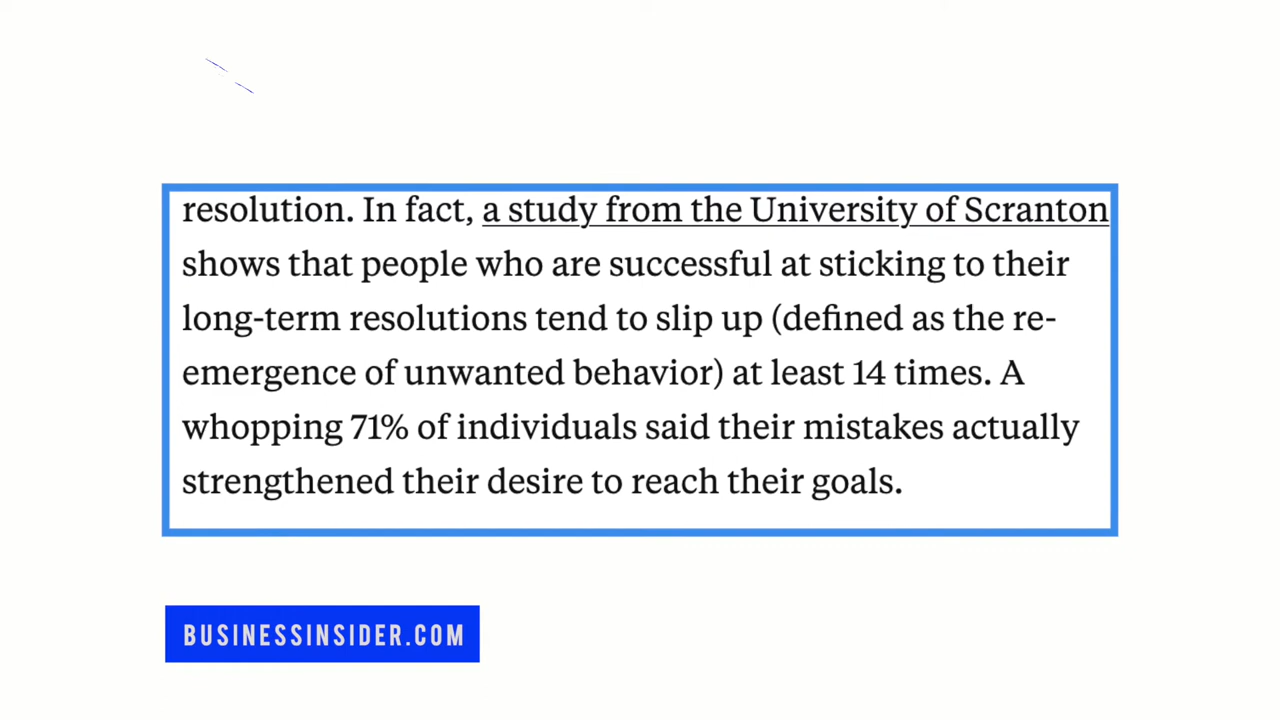 resolution. In fact, a study from the University of Scranton
shows that people who are successful at sticking to their
long-term resolutions tend to slip up (defined as the re-
emergence of unwanted behavior) at least 14 times. A
whopping 71% of individuals said their mistakes actually
strengthened their desire to reach their goals.
BUSINESSINSIDER.COM